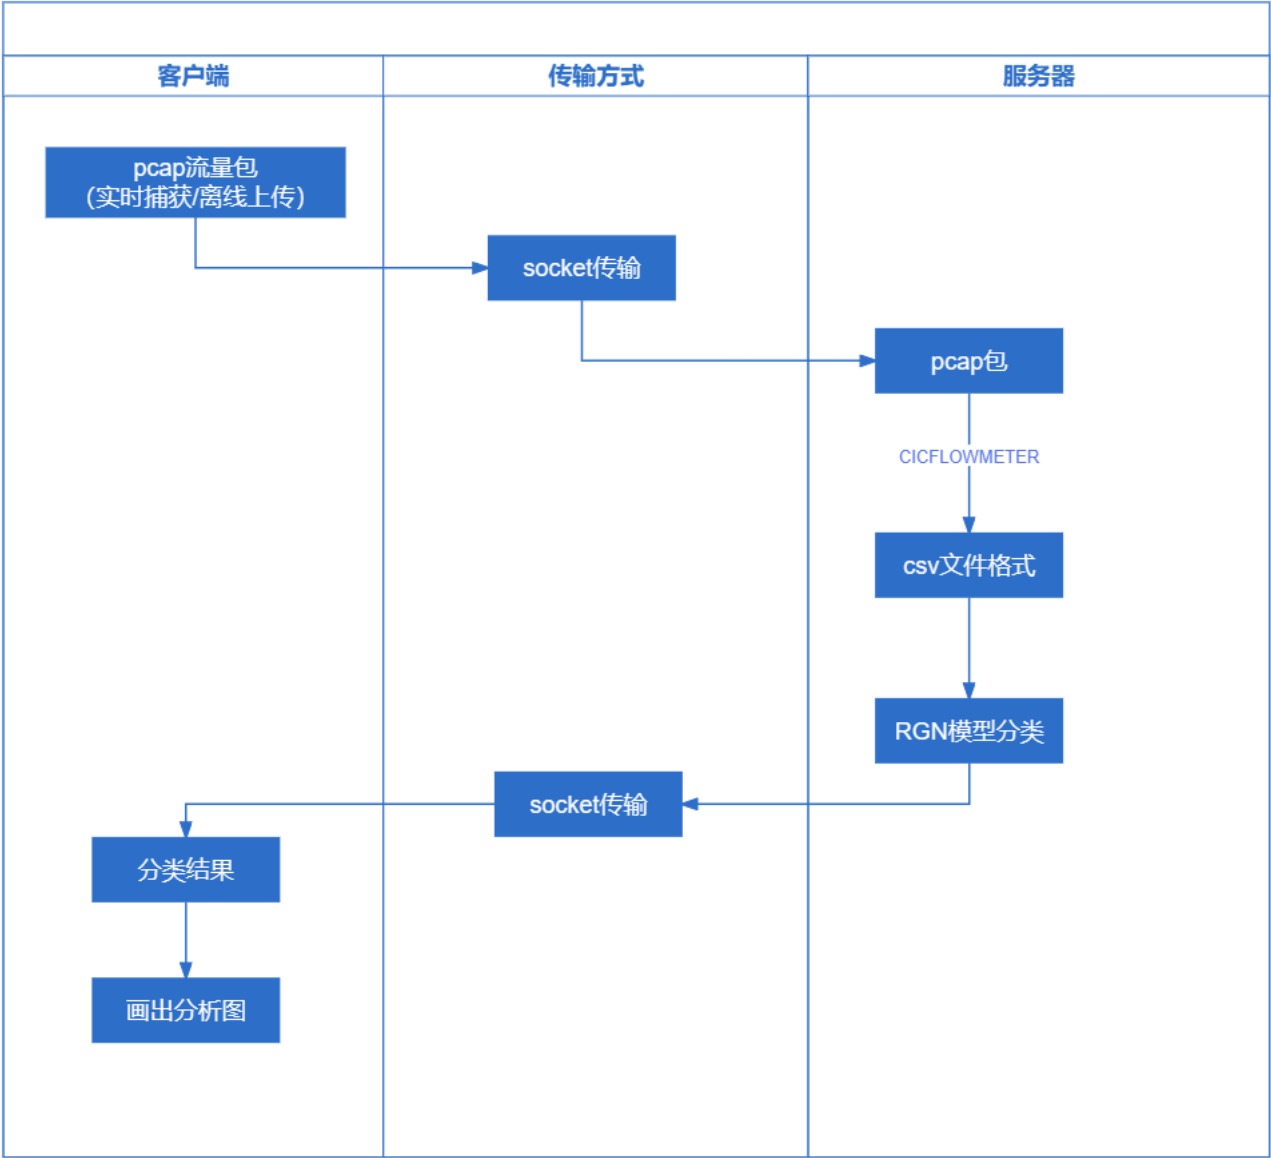 客户端
传输方式
服务器
pcap流量包
（实时捕获/离线上传）
socket传输
pcap包
CICFLOWMETER
csv文件格式
RGN模型分类
socket传输
分类结果
画出分析图